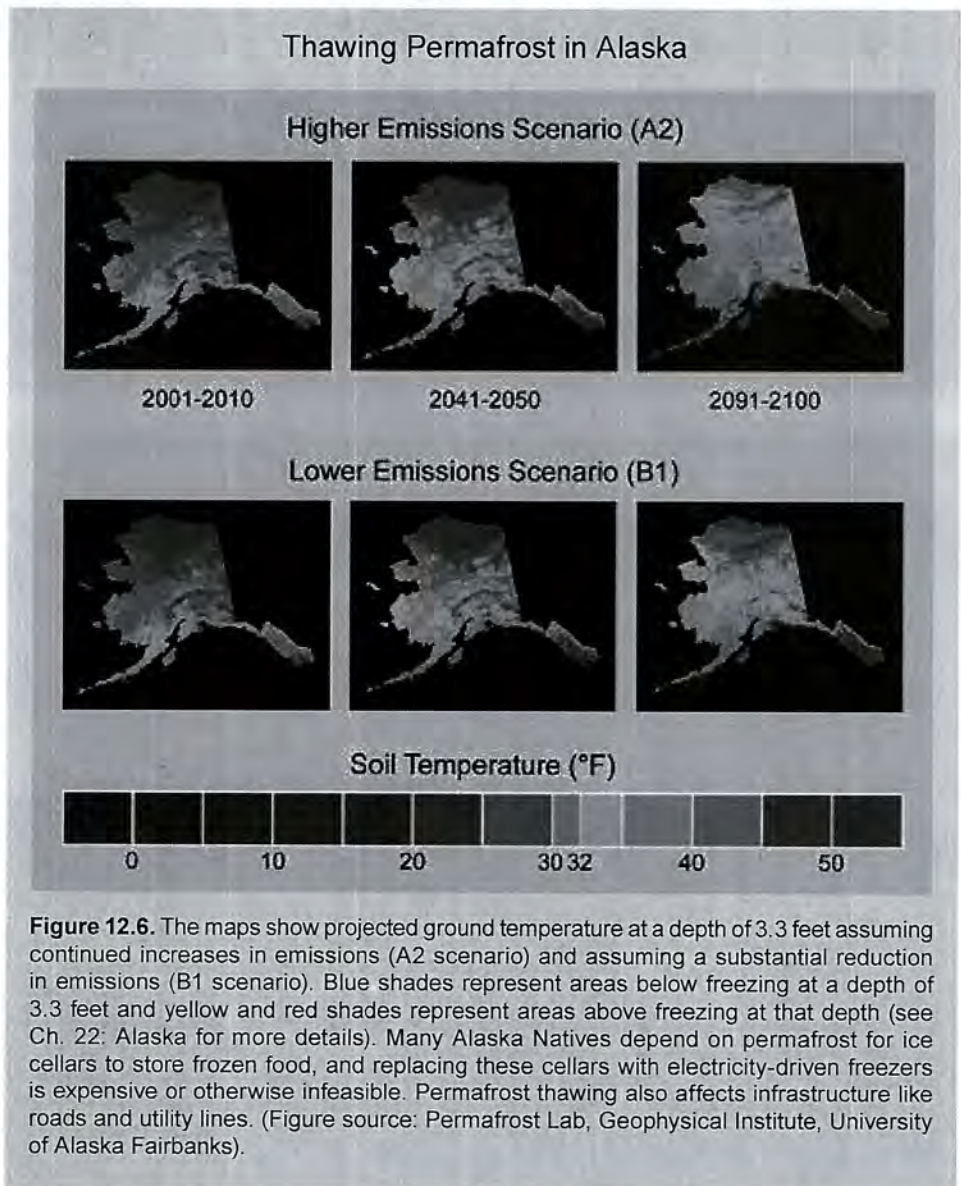 Thawing Permafrost in Alaska
Higher Emissions Scenario (A2)
2001-2010 2041-2050 2091-2100
Lower Emissions Scenario (B1)
Soil Temperature (°F)
0 10 20 30 32 40 50
Figure 12.6. The maps show projected ground temperature at a depth of 3.3 feet assuming
continued increases in emissions (A2 scenario) and assuming a substantial reduction
in emissions (B1 scenario). Blue shades represent areas below freezing at a depth of
3.3 feet and yellow and red shades represent areas above freezing at that depth (see
Ch. 22: Alaska for more details). Many Alaska Natives depend on permafrost for ice
cellars to store frozen food, and replacing these cellars with electricity-driven freezers
is expensive or otherwise infeasible. Permafrost thawing also affects infrastructure like
roads and utility lines. (Figure source: Permafrost Lab, Geophysical Institute, University
of Alaska Fairbanks).